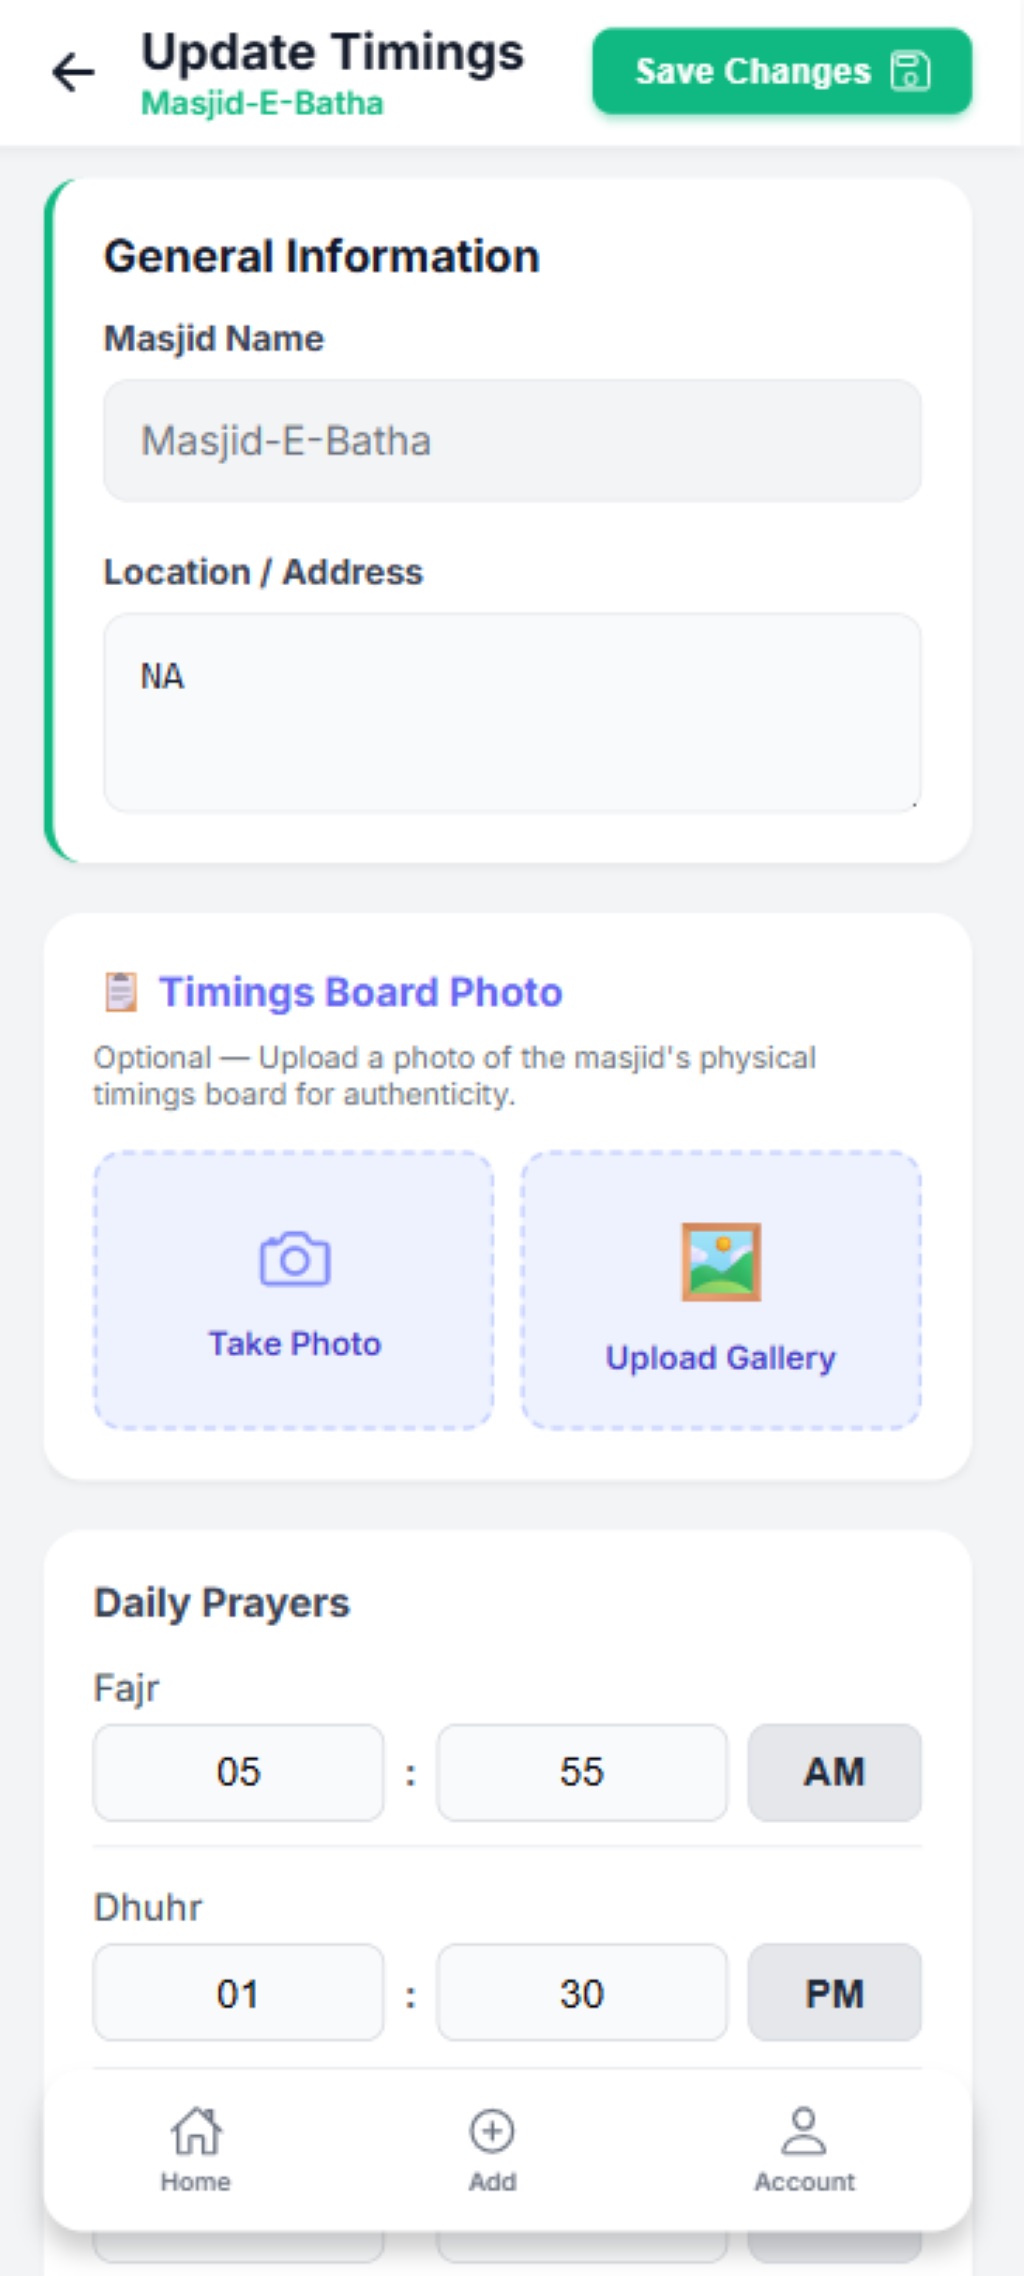 Update Timings
Masjid-E-Batha
Save Changes
General Information
Masjid Name
Masjid-E-Batha
Location / Address
NA
Timings Board Photo
Optional — Upload a photo of the masjid's physical
timings board for authenticity.
Take Photo
Upload Gallery
Daily Prayers
Fajr
05 : 55 AM
Dhuhr
01 : 30 PM
Home
Add
Account